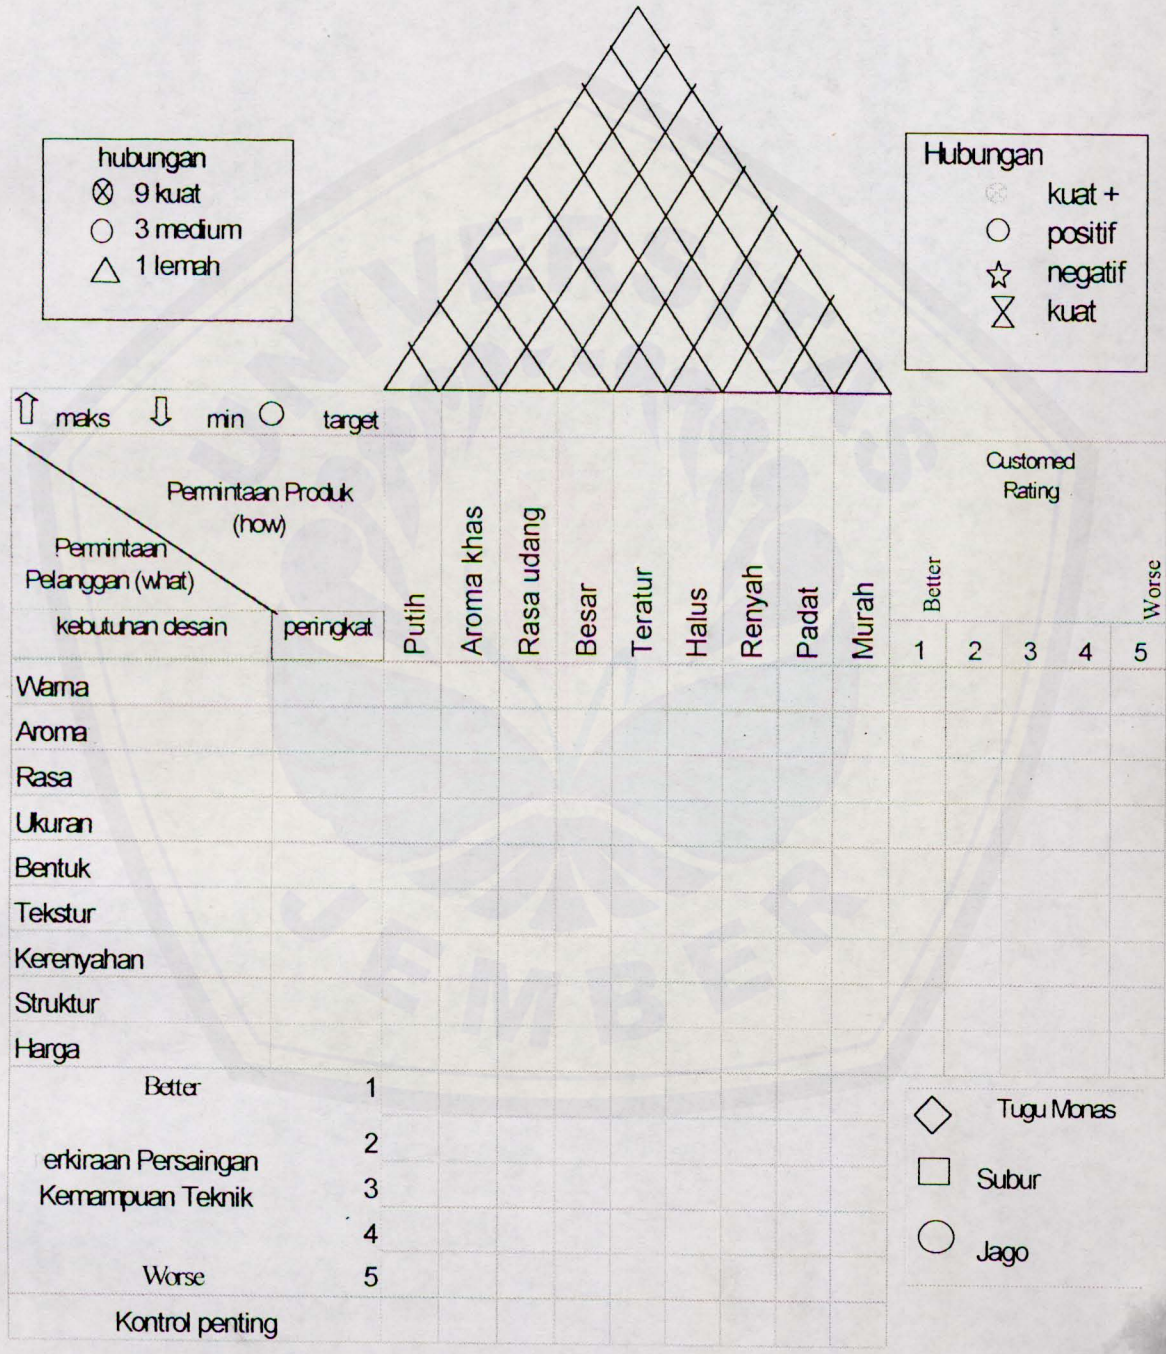 hubungan
9 kuat
3 medium
1 lemah
Hubungan
kuat +
positif
negatif
kuat
maks min target
Permintaan Produk
(how)
Permintaan
Pelanggan (what)
kebutuhan desain peringkat
Putih
Aroma khas
Rasa udang
Besar
Teratur
Halus
Renyah
Padat
Murah
Customed
Rating
Better
Worse
1 2 3 4 5
Warna
Aroma
Rasa
Ukuran
Bentuk
Tekstur
Kerenyahan
Struktur
Harga
Better 1
2
erkiraan Persaingan
Kemampuan Teknik 3
4
Worse 5
Kontrol penting
Tugu Monas
Subur
Jago
UNIVERSITAS
JEMBER